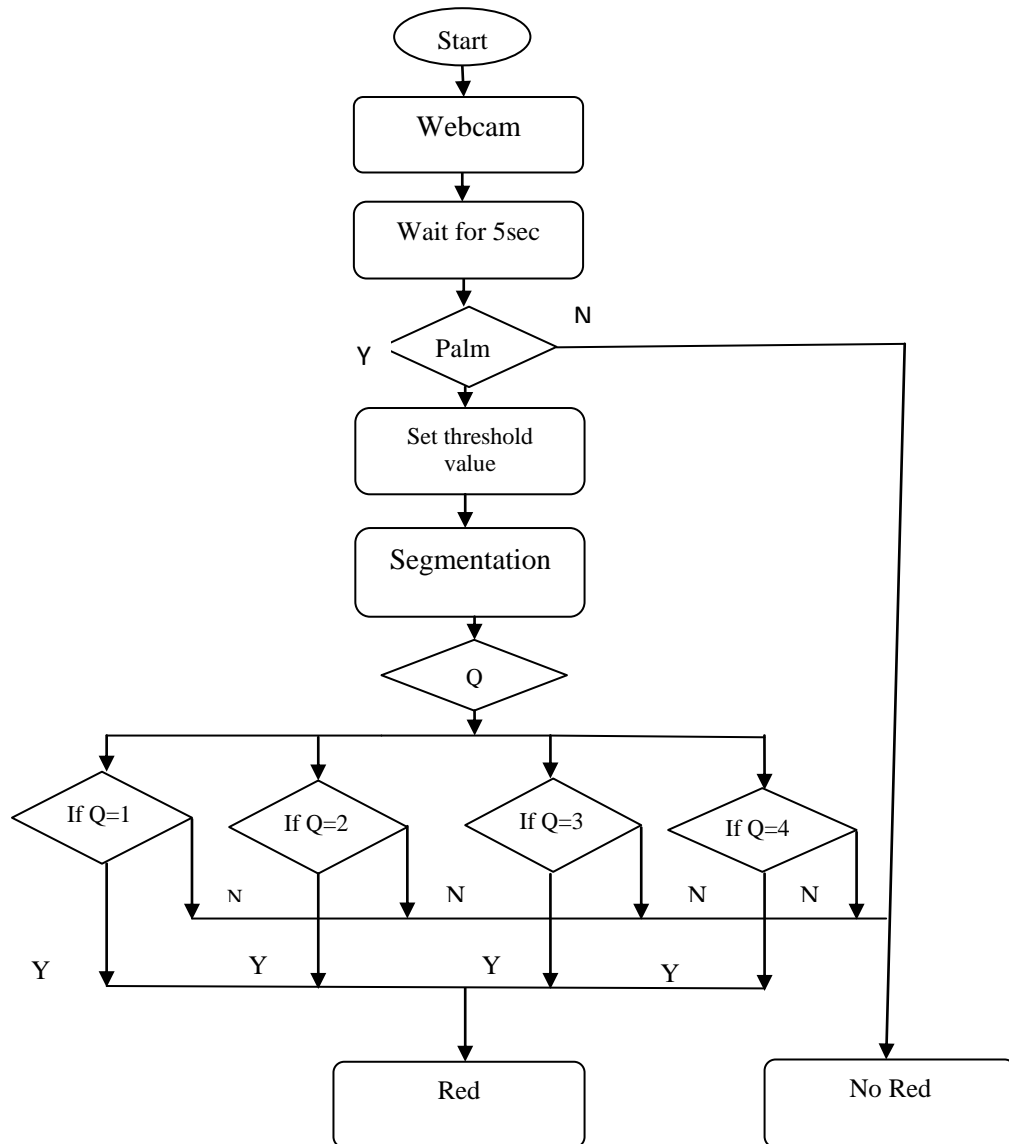 Start
Webcam
Wait for 5sec
N
Y
Palm
Set threshold
value
Segmentation
Q
If Q=1
If Q=2
If Q=3
If Q=4
N
N
N
N
Y
Y
Y
Y
Red
No Red